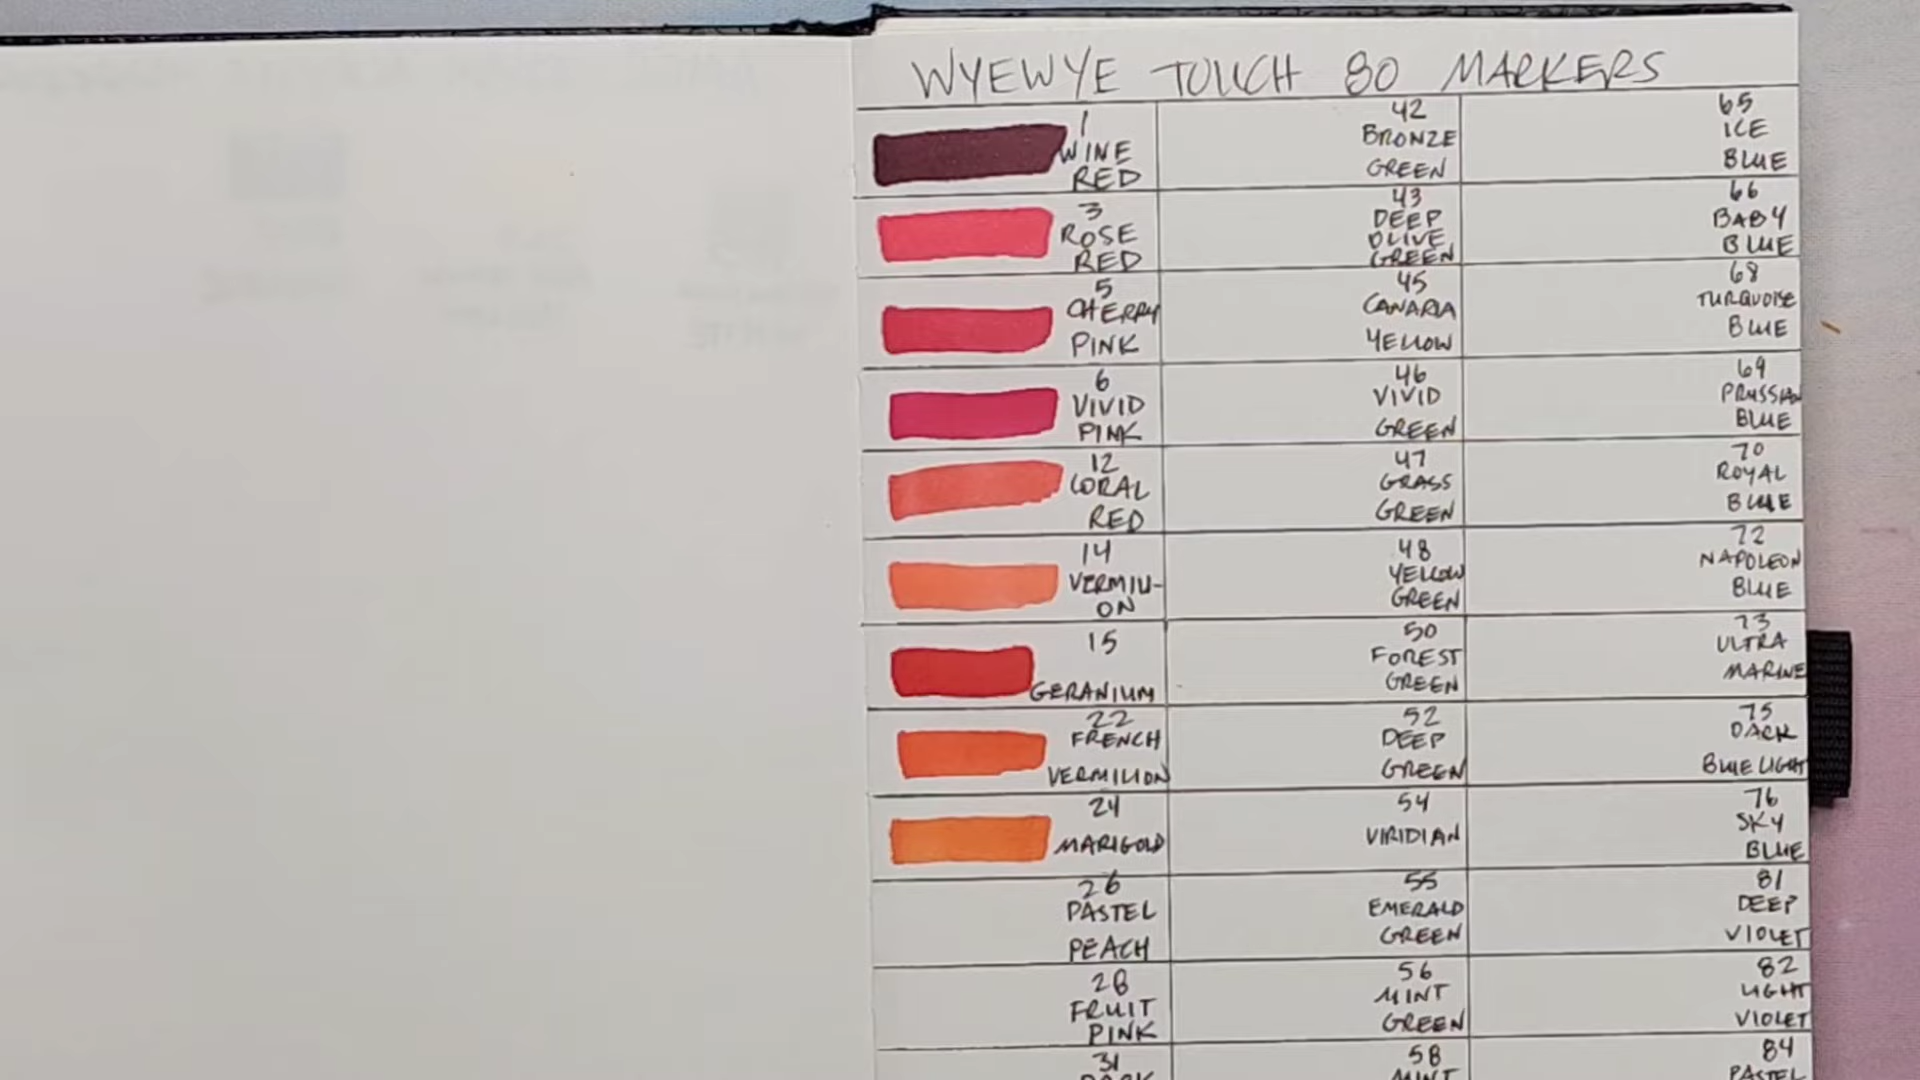 WYEWYE TOUCH 80 MARKERS
1
WINE
RED
42
BRONZE
GREEN
65
ICE
BLUE
3
ROSE
RED
43
DEEP
OLIVE
GREEN
66
BABY
BLUE
5
CHERRY
PINK
45
CANARIA
YELLOW
68
TURQUOISE
BLUE
6
VIVID
PINK
46
VIVID
GREEN
69
PRUSSIAN
BLUE
12
CORAL
RED
47
GRASS
GREEN
70
ROYAL
BLUE
14
VERMILI-
ON
48
YELLOW
GREEN
72
NAPOLEON
BLUE
15
GERANIUM
50
FOREST
GREEN
73
ULTRA
MARINE
22
FRENCH
VERMILION
52
DEEP
GREEN
75
DARK
BLUE LIGHT
24
MARIGOLD
54
VIRIDIAN
76
SKY
BLUE
26
PASTEL
PEACH
55
EMERALD
GREEN
81
DEEP
VIOLET
28
FRUIT
PINK
56
MINT
GREEN
82
LIGHT
VIOLET
31
DARK
58
MINT
84
PASTEL